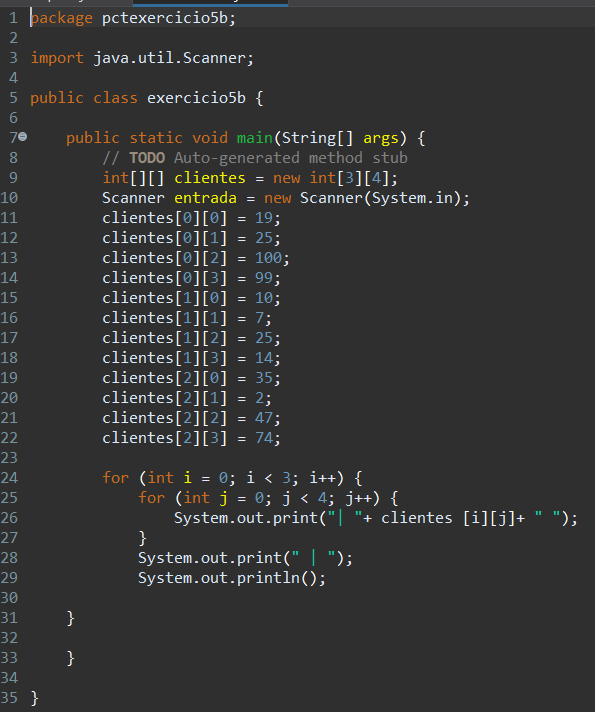 1 package pctexercicio5b;
2
3 import java.util.Scanner;
4
5 public class exercicio5b {
6
7 public static void main(String[] args) {
8 // TODO Auto-generated method stub
9 int[][] clientes = new int[3][4];
10 Scanner entrada = new Scanner(System.in);
11 clientes[0][0] = 19;
12 clientes[0][1] = 25;
13 clientes[0][2] = 100;
14 clientes[0][3] = 99;
15 clientes[1][0] = 10;
16 clientes[1][1] = 7;
17 clientes[1][2] = 25;
18 clientes[1][3] = 14;
19 clientes[2][0] = 35;
20 clientes[2][1] = 2;
21 clientes[2][2] = 47;
22 clientes[2][3] = 74;
23
24 for (int i = 0; i < 3; i++) {
25 for (int j = 0; j < 4; j++) {
26 System.out.print("| "+ clientes [i][j]+ " ");
27 }
28 System.out.print(" | ");
29 System.out.println();
30
31 }
32
33 }
34
35 }